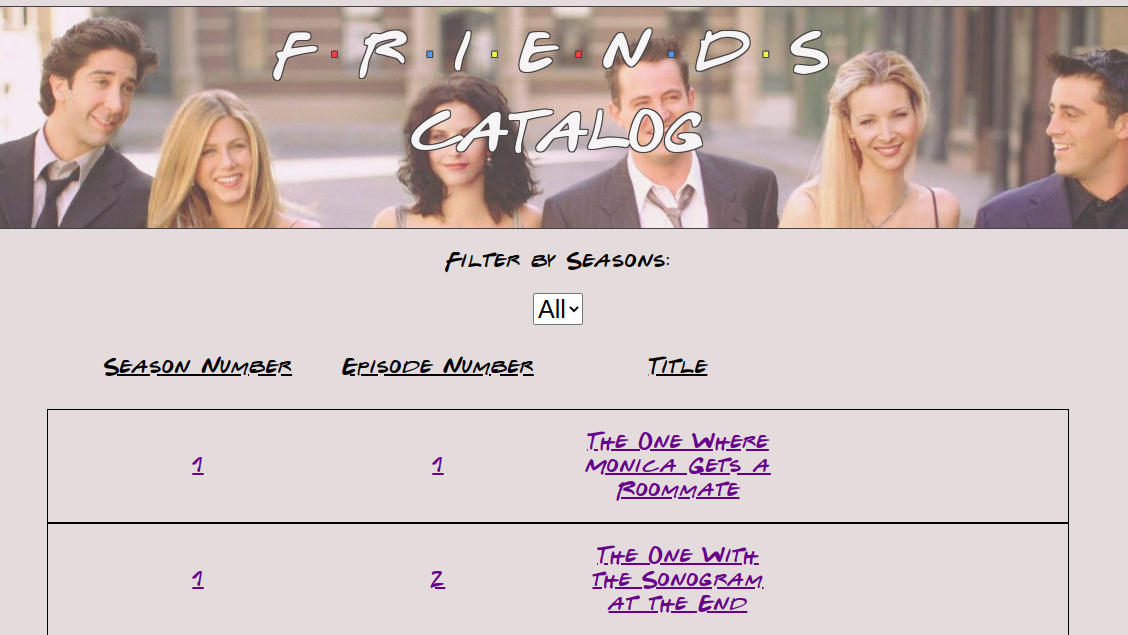 F·R·I·E·N·D·S
CATALOG
Filter by Seasons:
All
Season Number Episode Number Title
1 1 The One Where
Monica Gets a
Roommate
1 2 The One With
the Sonogram
at the End